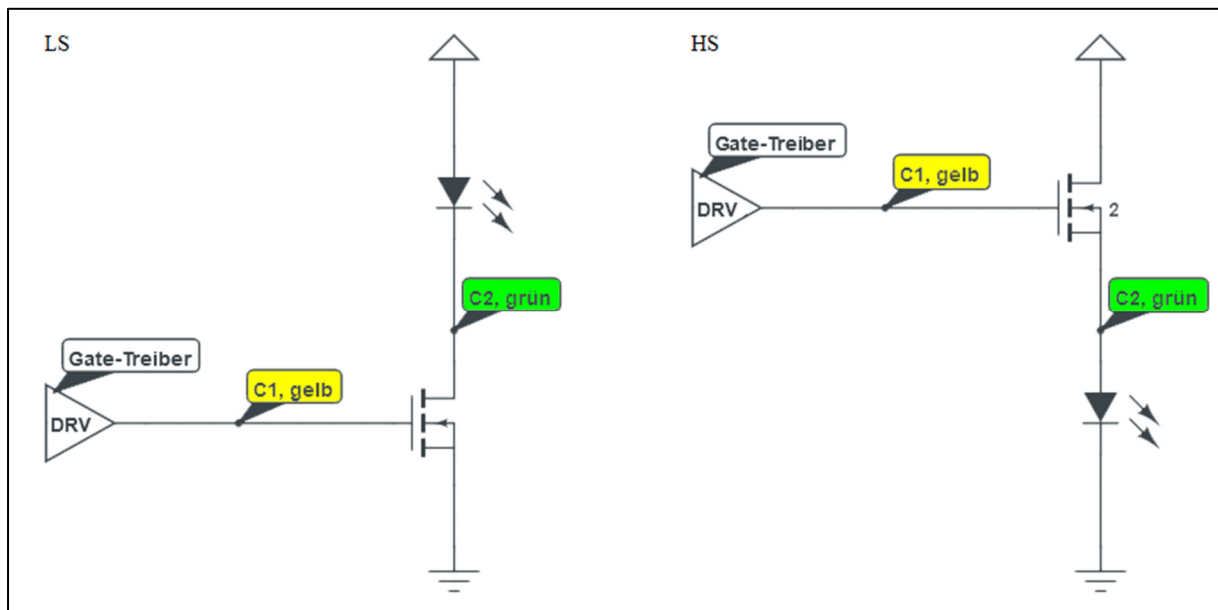 LS
Gate-Treiber
DRV
C1, gelb
C2, grün
HS
Gate-Treiber
DRV
C1, gelb
2
C2, grün